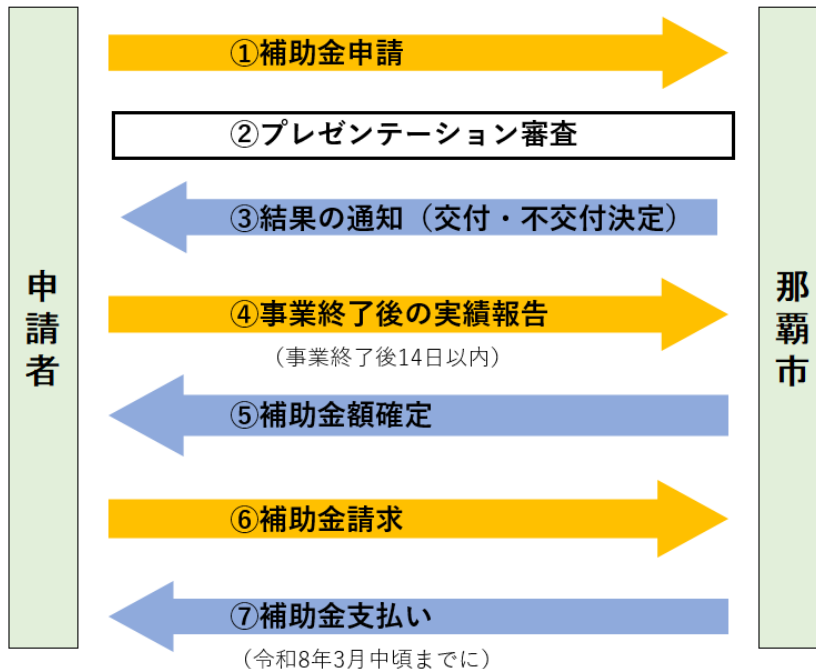 ①補助金申請
②プレゼンテーション審査
③結果の通知（交付・不交付決定）
申請者
那覇市
④事業終了後の実績報告
（事業終了後14日以内）
⑤補助金額確定
⑥補助金請求
⑦補助金支払い
（令和8年3月中頃までに）